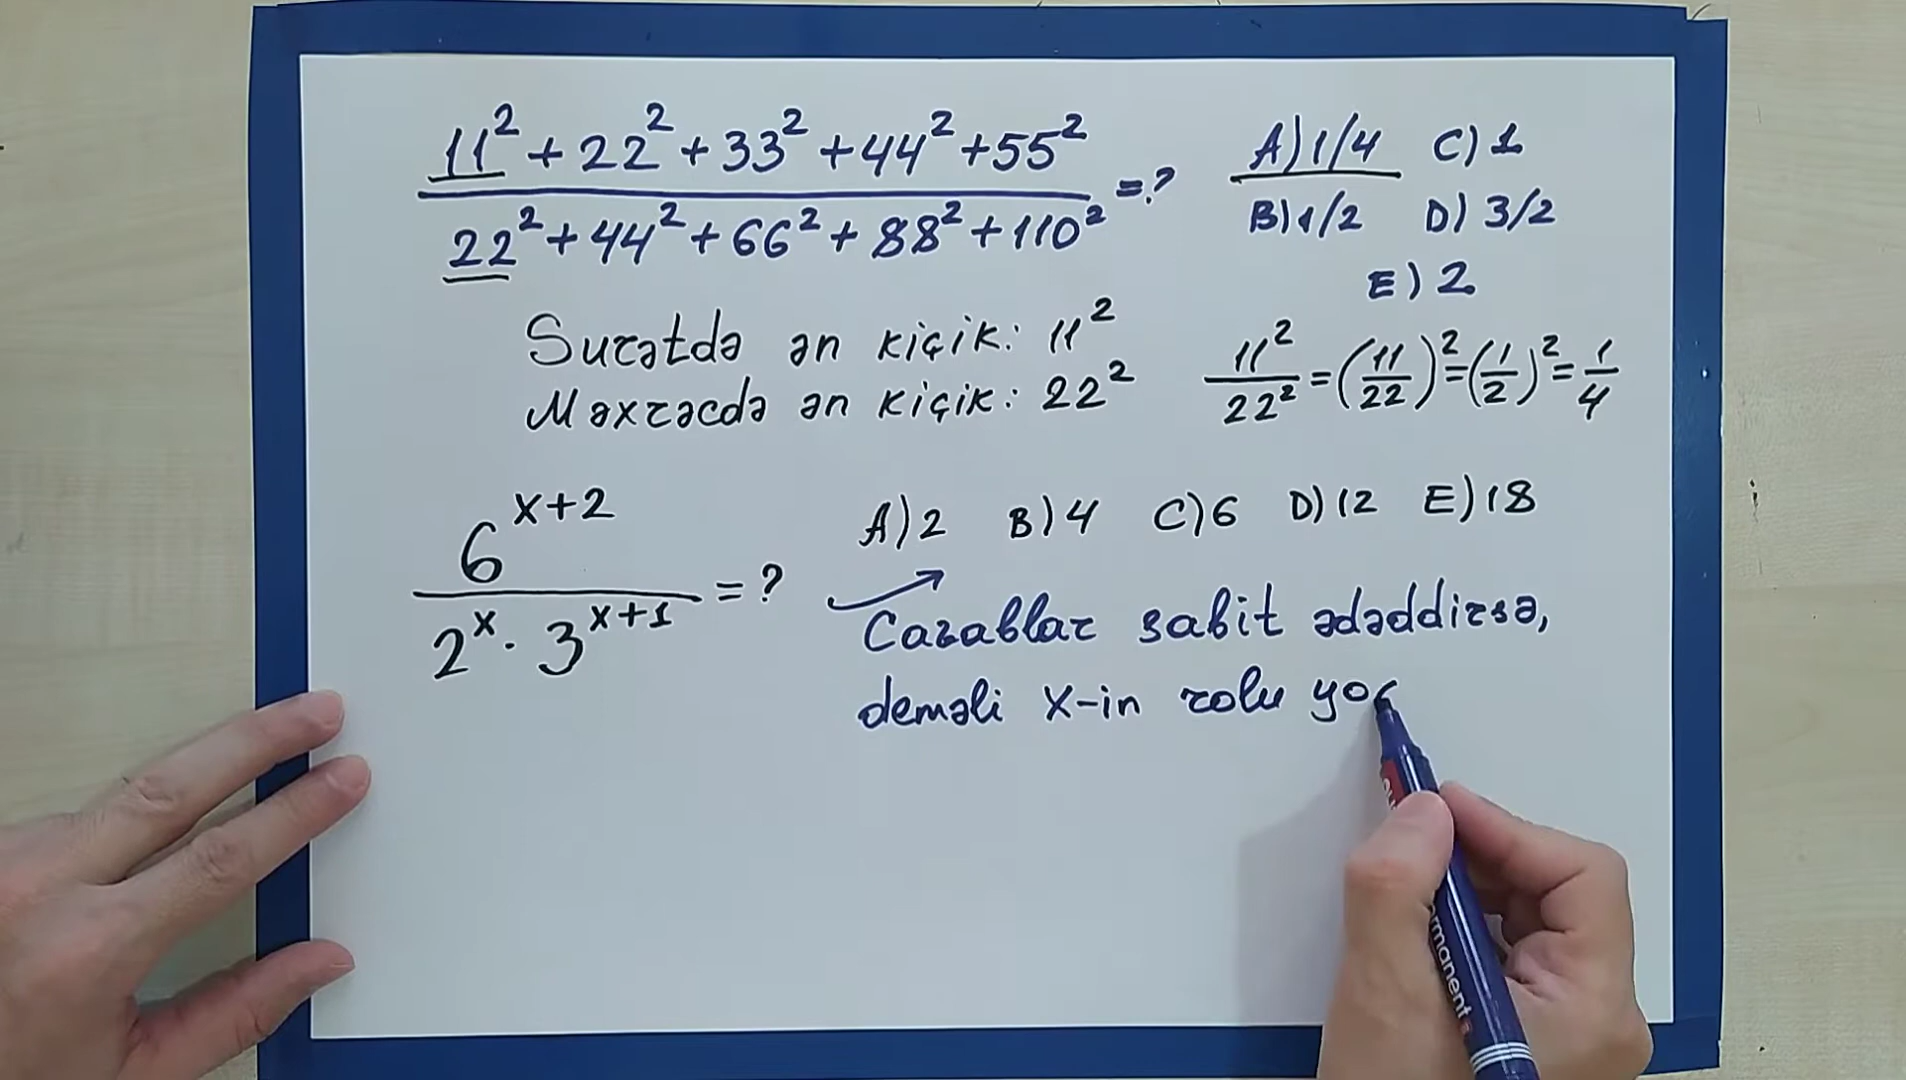 11² + 22² + 33² + 44² + 55² / 22² + 44² + 66² + 88² + 110² = ?
A) 1/4 C) 1
B) 1/2 D) 3/2
E) 2
Surətdə ən kiçik: 11²
Məxrəcdə ən kiçik: 22²
11²/22² = (11/22)² = (1/2)² = 1/4
6^(x+2) / 2^x · 3^(x+1) = ?
A) 2 B) 4 C) 6 D) 12 E) 18
Cavablar sabit ədəddirsə,
deməli x-in rolu yo